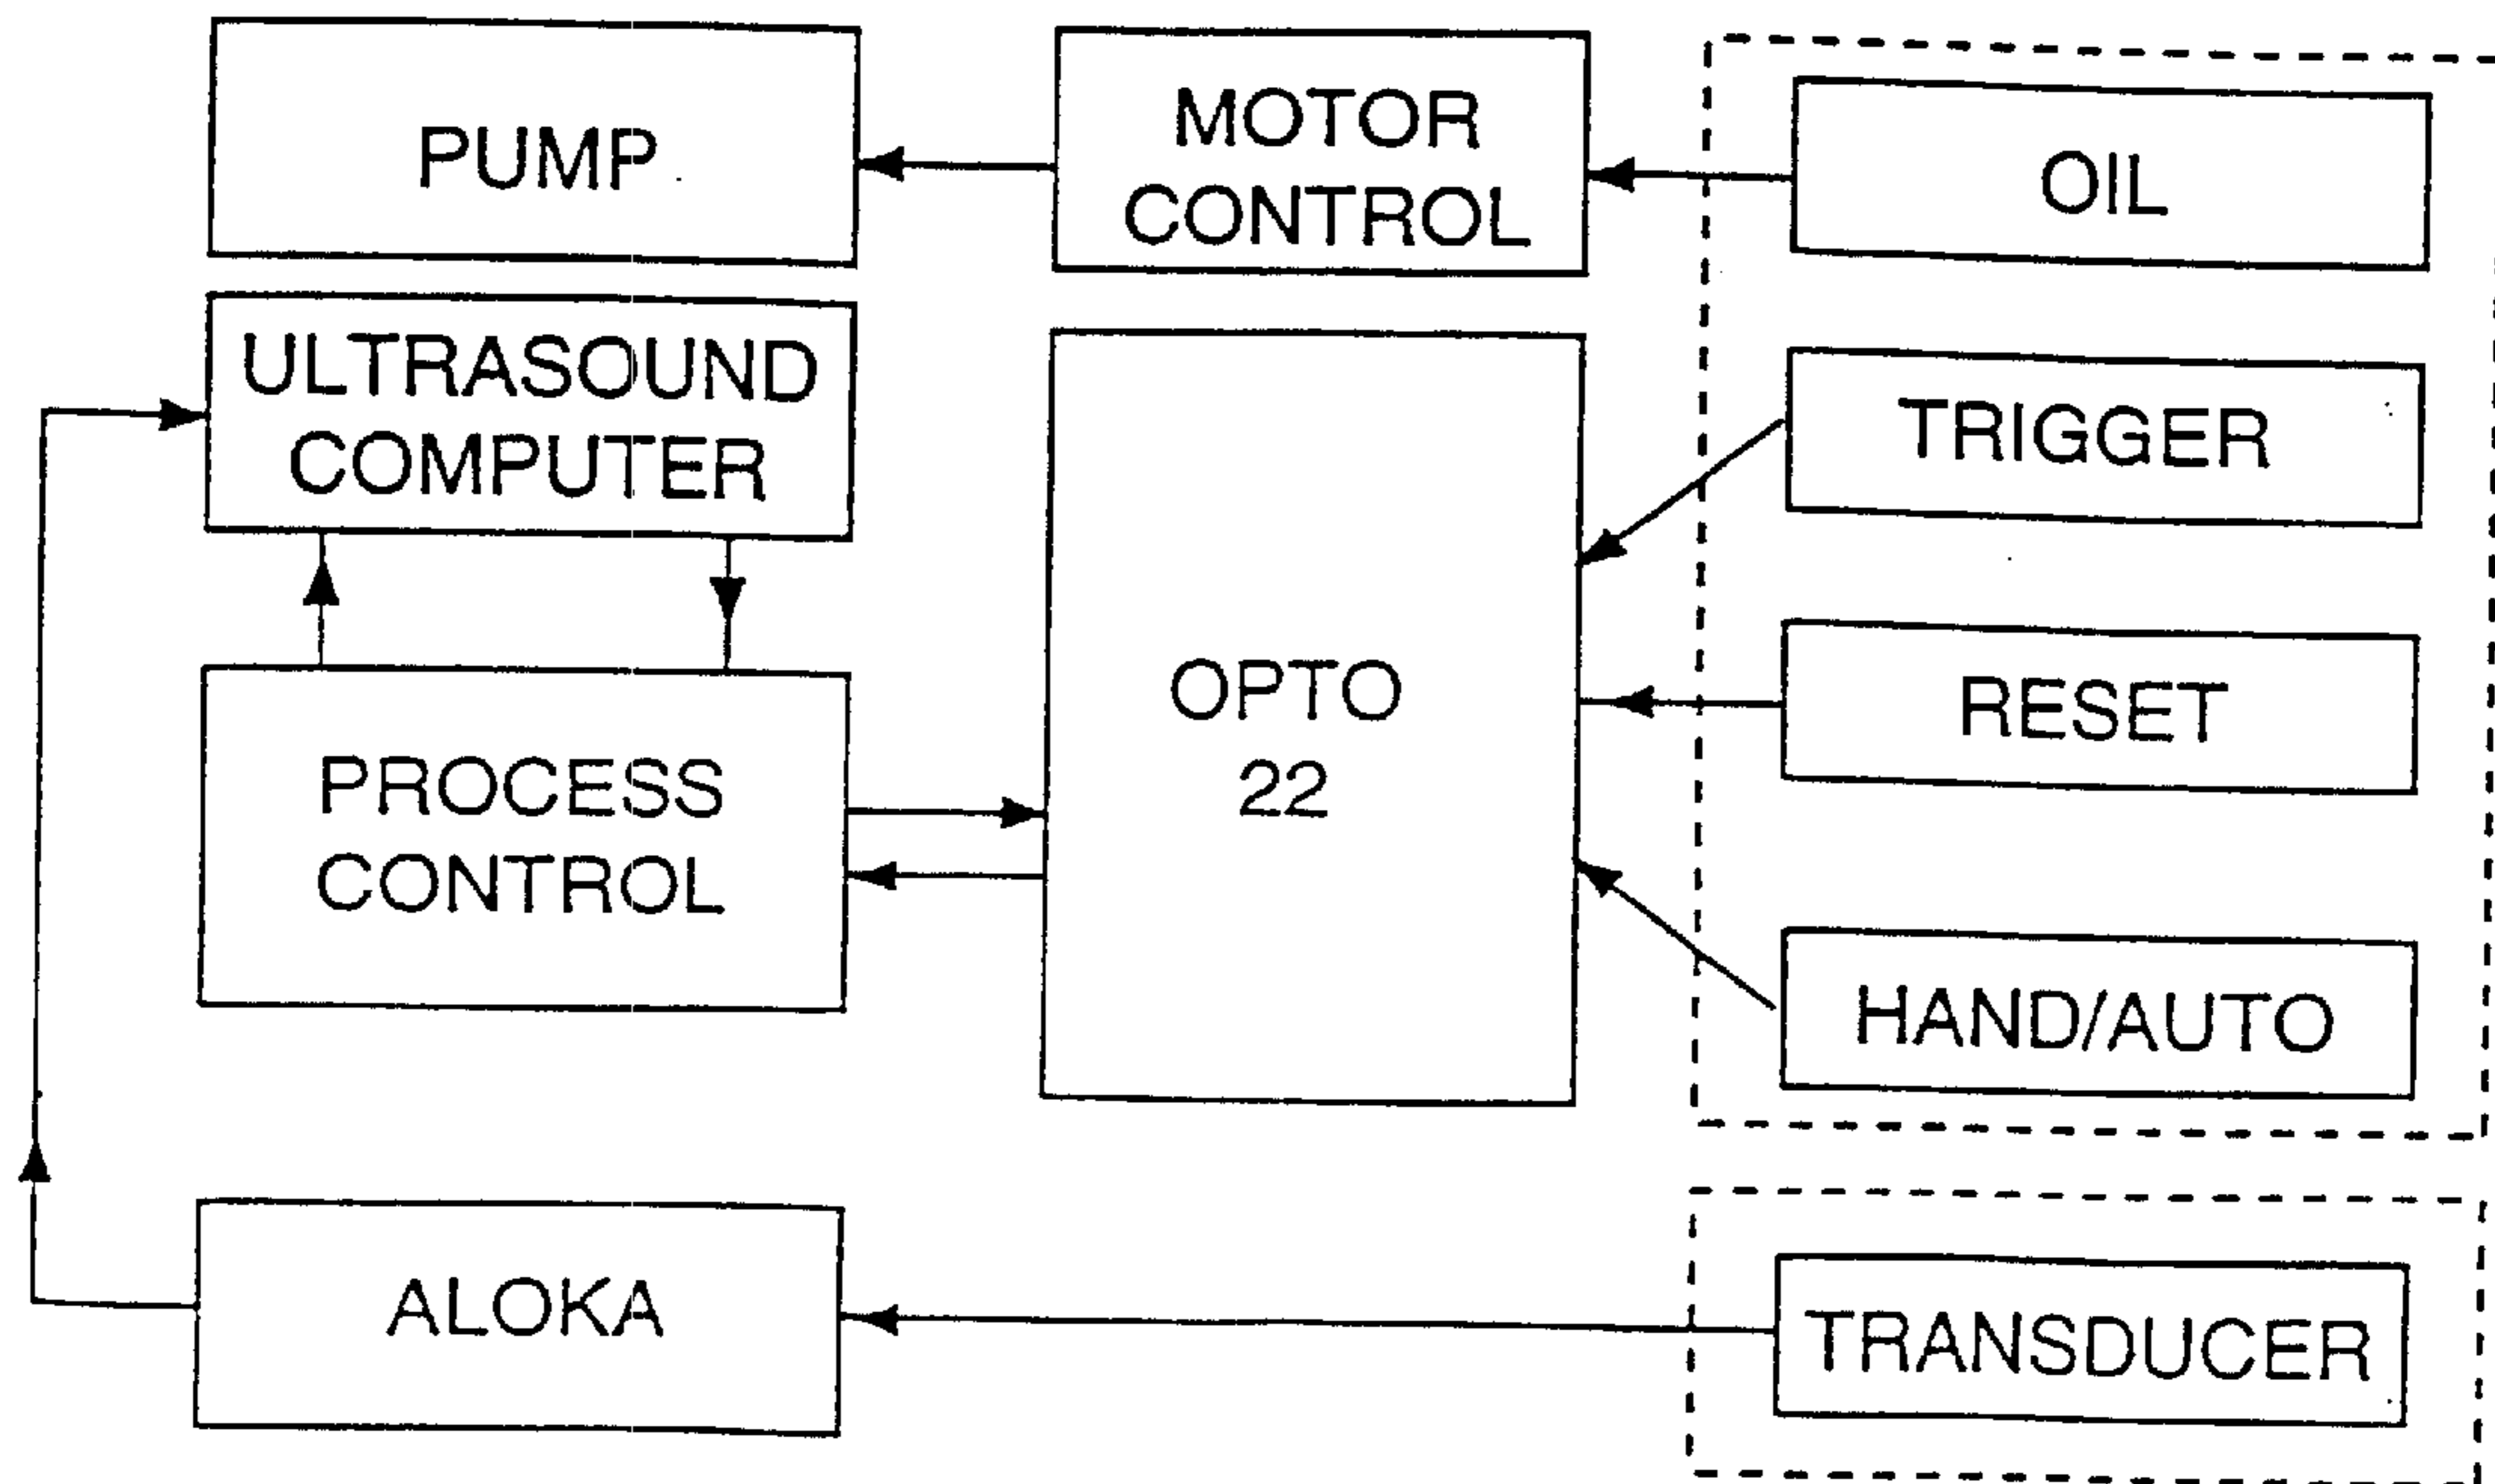 PUMP
MOTOR
CONTROL
OIL
ULTRASOUND
COMPUTER
TRIGGER
OPTO
22
RESET
PROCESS
CONTROL
HAND/AUTO
ALOKA
TRANSDUCER